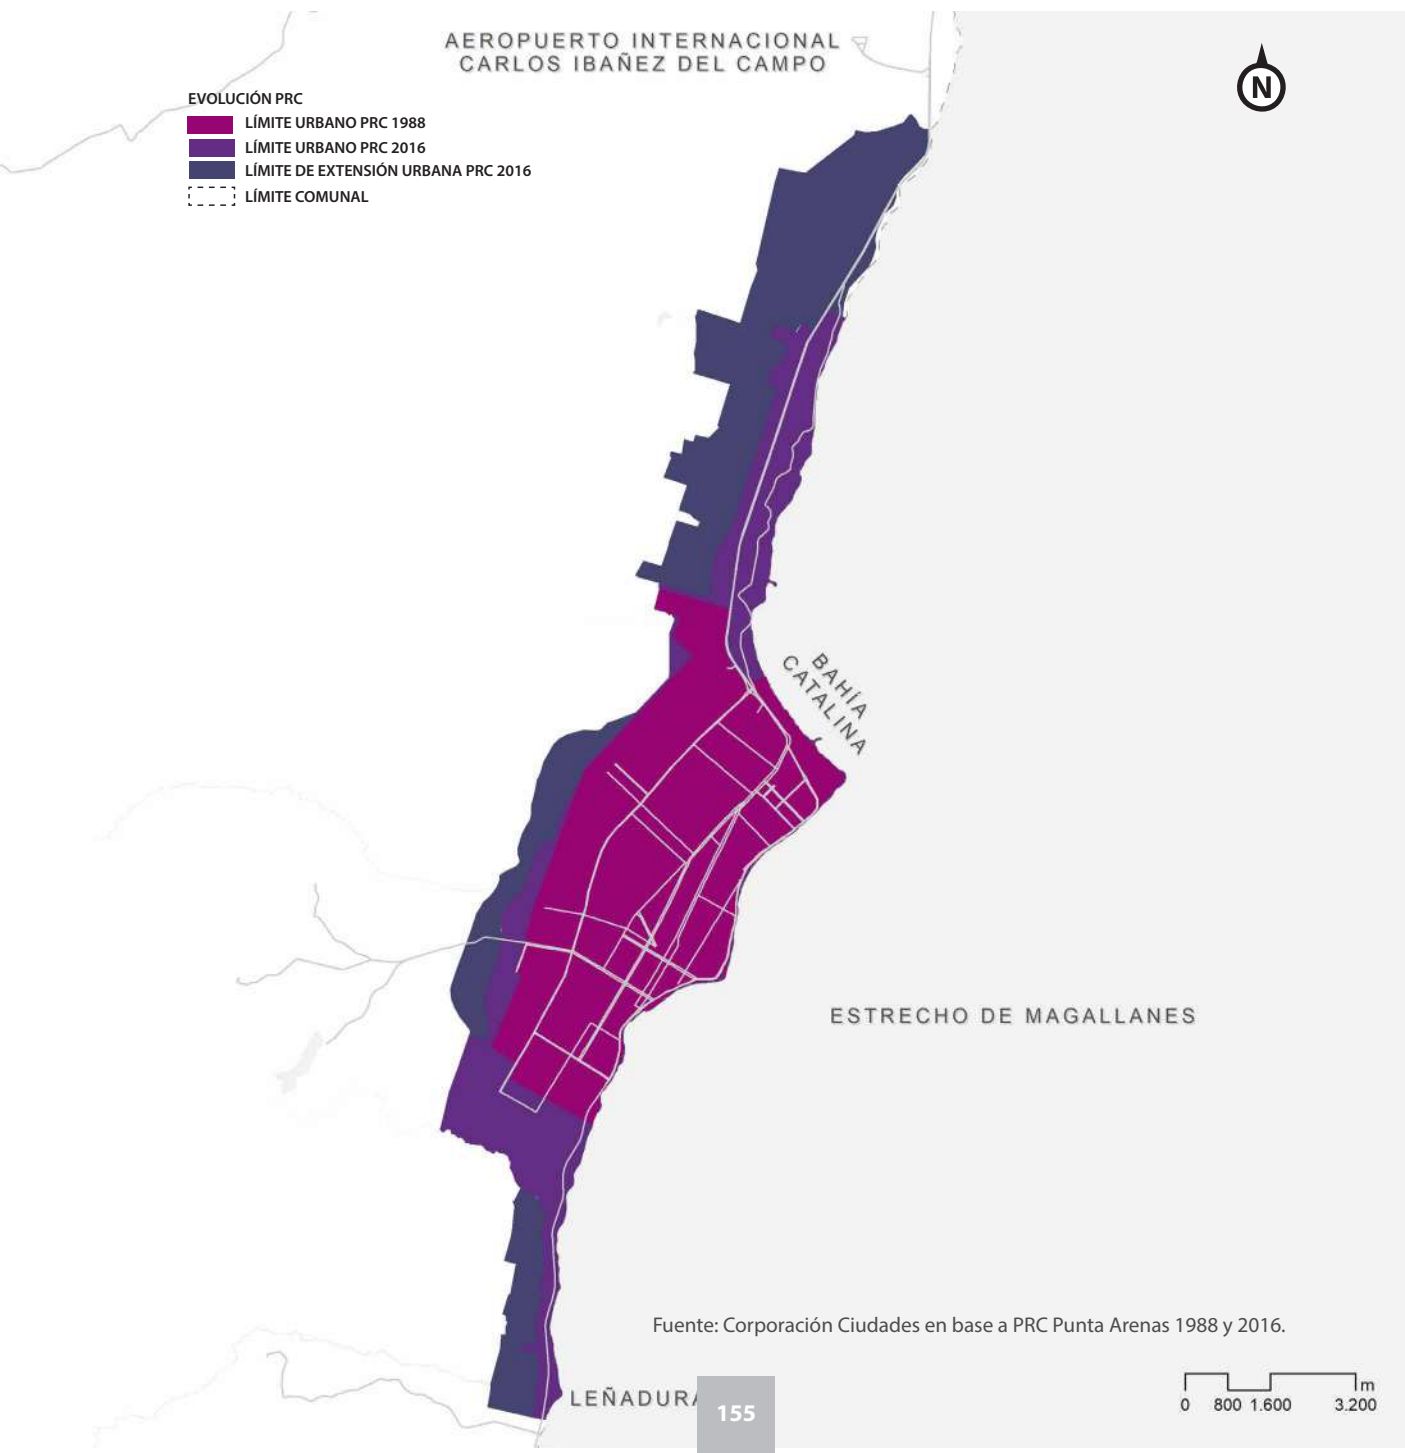 AEROPUERTO INTERNACIONAL
CARLOS IBAÑEZ DEL CAMPO
N
EVOLUCIÓN PRC
LÍMITE URBANO PRC 1988
LÍMITE URBANO PRC 2016
LÍMITE DE EXTENSIÓN URBANA PRC 2016
LÍMITE COMUNAL
BAHÍA
CATALINA
ESTRECHO DE MAGALLANES
Fuente: Corporación Ciudades en base a PRC Punta Arenas 1988 y 2016.
LEÑADURA
155
m
0 800 1.600 3.200